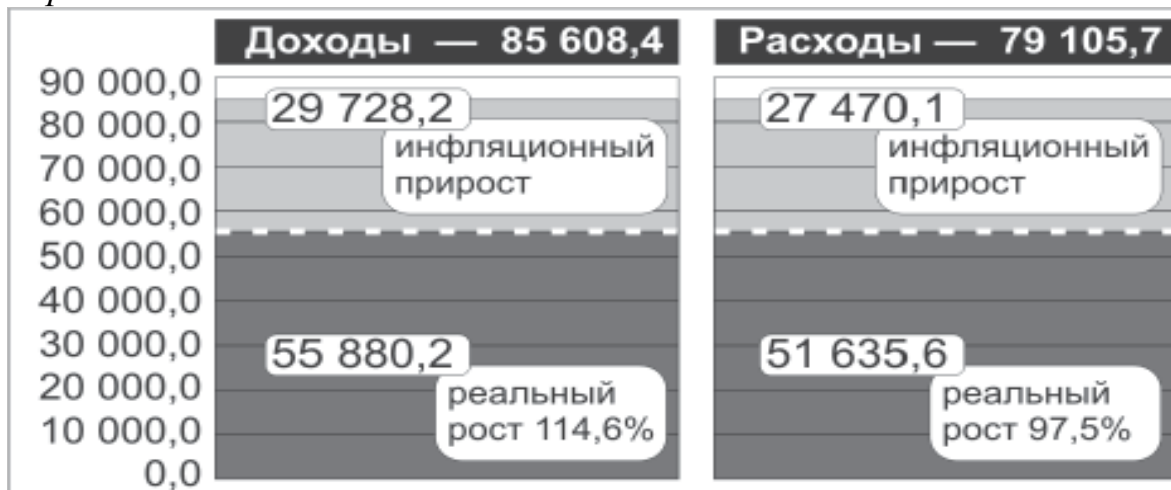 Доходы — 85 608,4
Расходы — 79 105,7
90 000,0
80 000,0
70 000,0
60 000,0
50 000,0
40 000,0
30 000,0
20 000,0
10 000,0
0,0
29 728,2
инфляционный
прирост
55 880,2
реальный
рост 114,6%
27 470,1
инфляционный
прирост
51 635,6
реальный
рост 97,5%